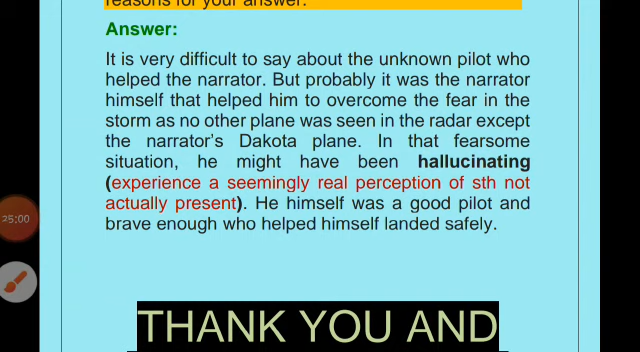 reasons for your answer.
Answer:
It is very difficult to say about the unknown pilot who
helped the narrator. But probably it was the narrator
himself that helped him to overcome the fear in the
storm as no other plane was seen in the radar except
the narrator's Dakota plane. In that fearsome
situation, he might have been hallucinating
(experience a seemingly real perception of sth not
actually present). He himself was a good pilot and
brave enough who helped himself landed safely.
25:00
THANK YOU AND